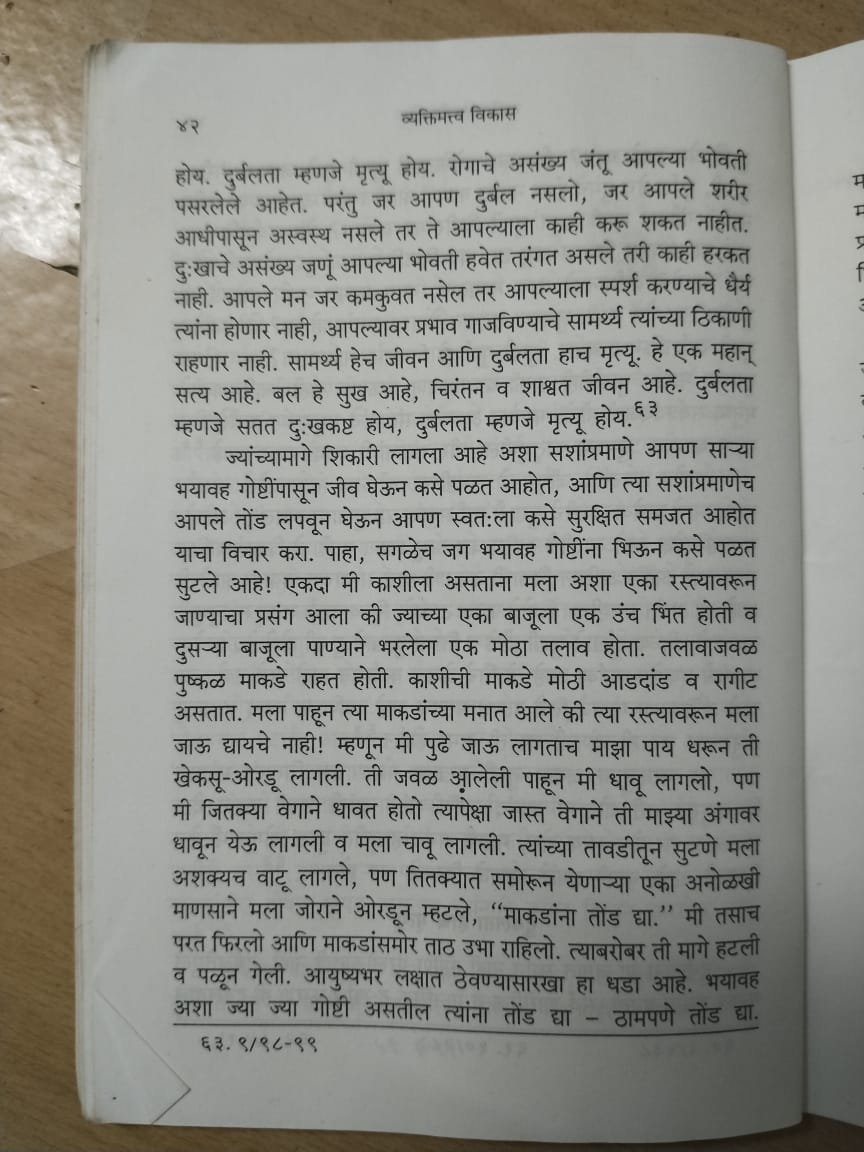 ४२
व्यक्तिमत्त्व विकास
होय. दुर्बलता म्हणजे मृत्यू होय. रोगाचे असंख्य जंतू आपल्या भोवती
पसरलेले आहेत. परंतु जर आपण दुर्बल नसलो, जर आपले शरीर
आधीपासून अस्वस्थ नसले तर ते आपल्याला काही करू शकत नाहीत.
दुःखाचे असंख्य जणूं आपल्या भोवती हवेत तरंगत असले तरी काही हरकत
नाही. आपले मन जर कमकुवत नसेल तर आपल्याला स्पर्श करण्याचे धैर्य
त्यांना होणार नाही, आपल्यावर प्रभाव गाजविण्याचे सामर्थ्य त्यांच्या ठिकाणी
राहणार नाही. सामर्थ्य हेच जीवन आणि दुर्बलता हाच मृत्यू. हे एक महान्
सत्य आहे. बल हे सुख आहे, चिरंतन व शाश्वत जीवन आहे. दुर्बलता
म्हणजे सतत दुःखकष्ट होय, दुर्बलता म्हणजे मृत्यू होय.६३
ज्यांच्यामागे शिकारी लागला आहे अशा सशांप्रमाणे आपण साऱ्या
भयावह गोष्टींपासून जीव घेऊन कसे पळत आहोत, आणि त्या सशांप्रमाणेच
आपले तोंड लपवून घेऊन आपण स्वतःला कसे सुरक्षित समजत आहोत
याचा विचार करा. पाहा, सगळेच जग भयावह गोष्टींना भिऊन कसे पळत
सुटले आहे! एकदा मी काशीला असताना मला अशा एका रस्त्यावरून
जाण्याचा प्रसंग आला की ज्याच्या एका बाजूला एक उंच भिंत होती व
दुसऱ्या बाजूला पाण्याने भरलेला एक मोठा तलाव होता. तलावाजवळ
पुष्कळ माकडे राहत होती. काशीची माकडे मोठी आडदांड व रागीट
असतात. मला पाहून त्या माकडांच्या मनात आले की त्या रस्त्यावरून मला
जाऊ द्यायचे नाही! म्हणून मी पुढे जाऊ लागताच माझा पाय धरून ती
खेकसू-ओरडू लागली. ती जवळ आलेली पाहून मी धावू लागलो, पण
मी जितक्या वेगाने धावत होतो त्यापेक्षा जास्त वेगाने ती माझ्या अंगावर
धावून येऊ लागली व मला चावू लागली. त्यांच्या तावडीतून सुटणे मला
अशक्यच वाटू लागले, पण तितक्यात समोरून येणाऱ्या एका अनोळखी
माणसाने मला जोराने ओरडून म्हटले, “माकडांना तोंड द्या.” मी तसाच
परत फिरलो आणि माकडांसमोर ताठ उभा राहिलो. त्याबरोबर ती मागे हटली
व पळून गेली. आयुष्यभर लक्षात ठेवण्यासारखा हा धडा आहे. भयावह
अशा ज्या ज्या गोष्टी असतील त्यांना तोंड द्या – ठामपणे तोंड द्या.
६३. ९/९८-९९